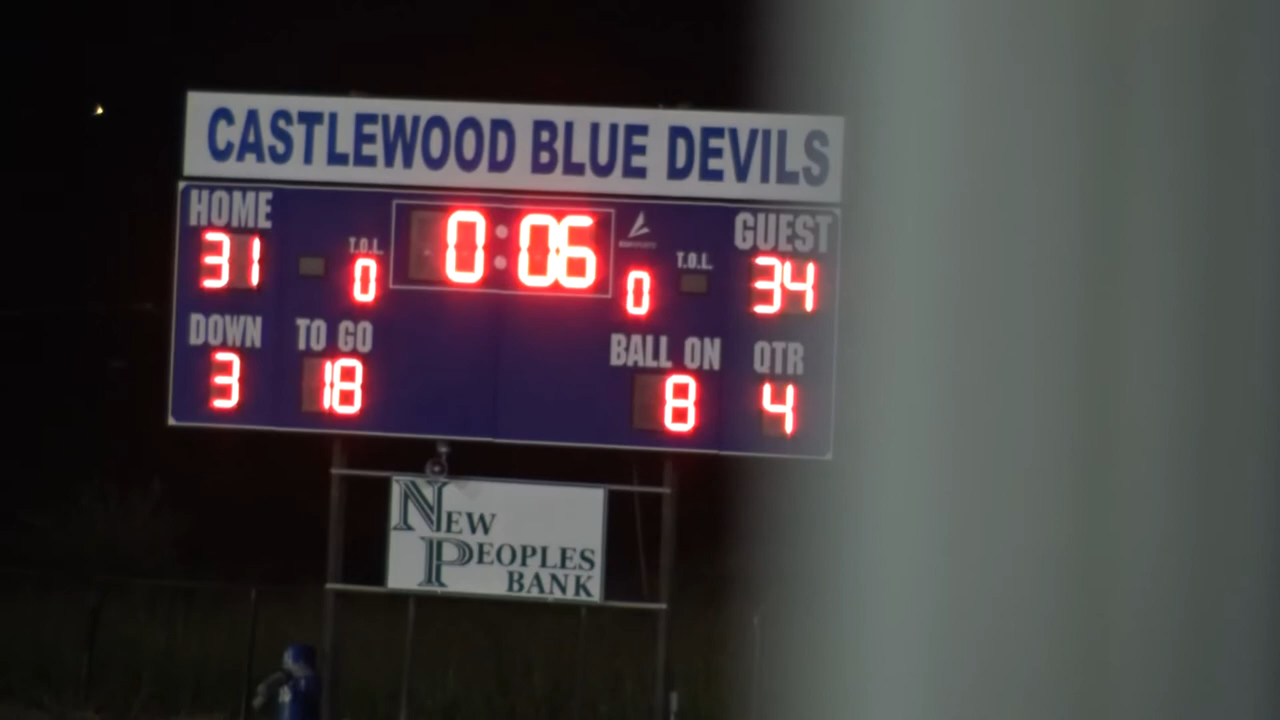 CASTLEWOOD BLUE DEVILS
HOME 0:06 GUEST
31 T.O.L. 0 0 T.O.L. 34
DOWN TO GO BALL ON QTR
3 18 8 4
NEW
PEOPLES
BANK